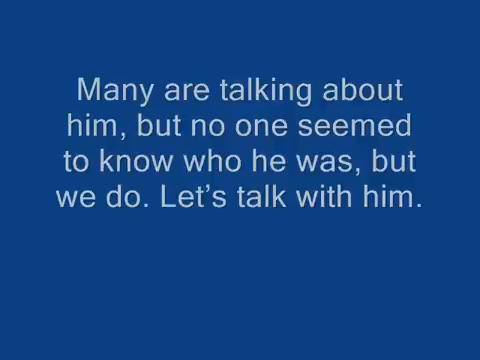 Many are talking about
him, but no one seemed
to know who he was, but
we do. Let’s talk with him.